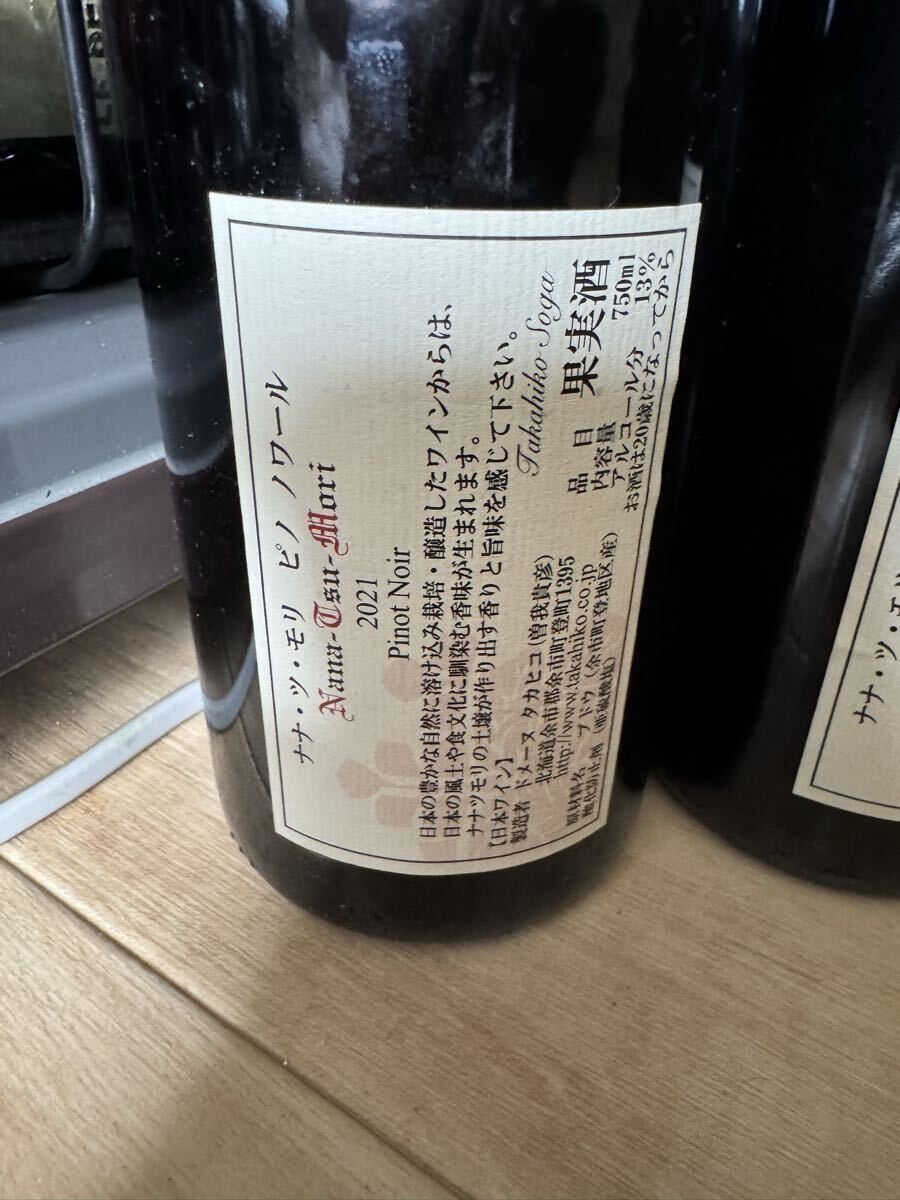 ナナ・ツ・モリ ピノ ノワール
Nana-Tsu-Mori
2021
Pinot Noir
日本の豊かな自然に溶け込み栽培・醸造したワインからは、
日本の風土や食文化に馴染む香味が生まれます。
ナナツモリの土壌が作り出す香りと旨味を感じて下さい。
Takahiko Soga
【日本ワイン】
製造者 ドメーヌ タカヒコ (曽我貴彦)
北海道余市郡余市町登町1395
http://www.takahiko.co.jp
原材料名 ブドウ (余市町登地区産)
酸化防止剤 (亜硫酸塩)
品目 果実酒
内容量 750ml
アルコール分 13%
お酒は20歳になってから
ナナ・ツ・モリ